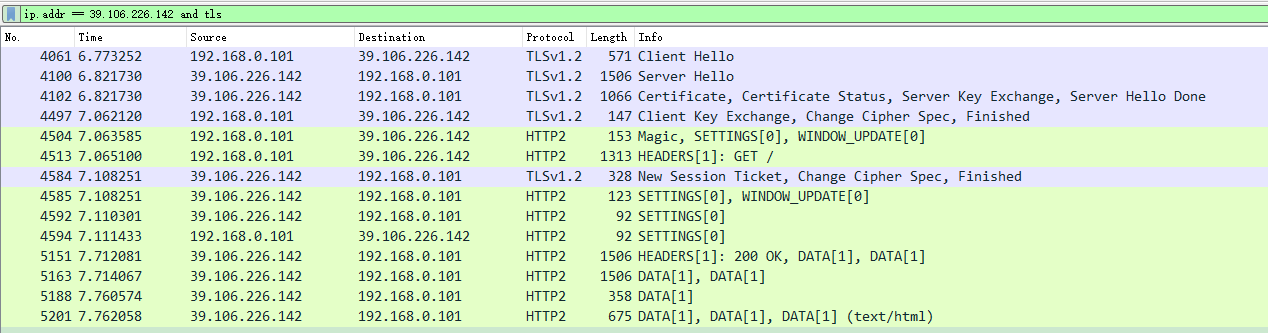 ip.addr == 39.106.226.142 and tls
No. Time Source Destination Protocol Length Info
4061 6.773252 192.168.0.101 39.106.226.142 TLSv1.2 571 Client Hello
4100 6.821730 39.106.226.142 192.168.0.101 TLSv1.2 1506 Server Hello
4102 6.821730 39.106.226.142 192.168.0.101 TLSv1.2 1066 Certificate, Certificate Status, Server Key Exchange, Server Hello Done
4497 7.062120 192.168.0.101 39.106.226.142 TLSv1.2 147 Client Key Exchange, Change Cipher Spec, Finished
4504 7.063585 192.168.0.101 39.106.226.142 HTTP2 153 Magic, SETTINGS[0], WINDOW_UPDATE[0]
4513 7.065100 192.168.0.101 39.106.226.142 HTTP2 1313 HEADERS[1]: GET /
4584 7.108251 39.106.226.142 192.168.0.101 TLSv1.2 328 New Session Ticket, Change Cipher Spec, Finished
4585 7.108251 39.106.226.142 192.168.0.101 HTTP2 123 SETTINGS[0], WINDOW_UPDATE[0]
4592 7.110301 39.106.226.142 192.168.0.101 HTTP2 92 SETTINGS[0]
4594 7.111433 192.168.0.101 39.106.226.142 HTTP2 92 SETTINGS[0]
5151 7.712081 39.106.226.142 192.168.0.101 HTTP2 1506 HEADERS[1]: 200 OK, DATA[1], DATA[1]
5163 7.714067 39.106.226.142 192.168.0.101 HTTP2 1506 DATA[1], DATA[1]
5188 7.760574 39.106.226.142 192.168.0.101 HTTP2 358 DATA[1]
5201 7.762058 39.106.226.142 192.168.0.101 HTTP2 675 DATA[1], DATA[1], DATA[1] (text/html)